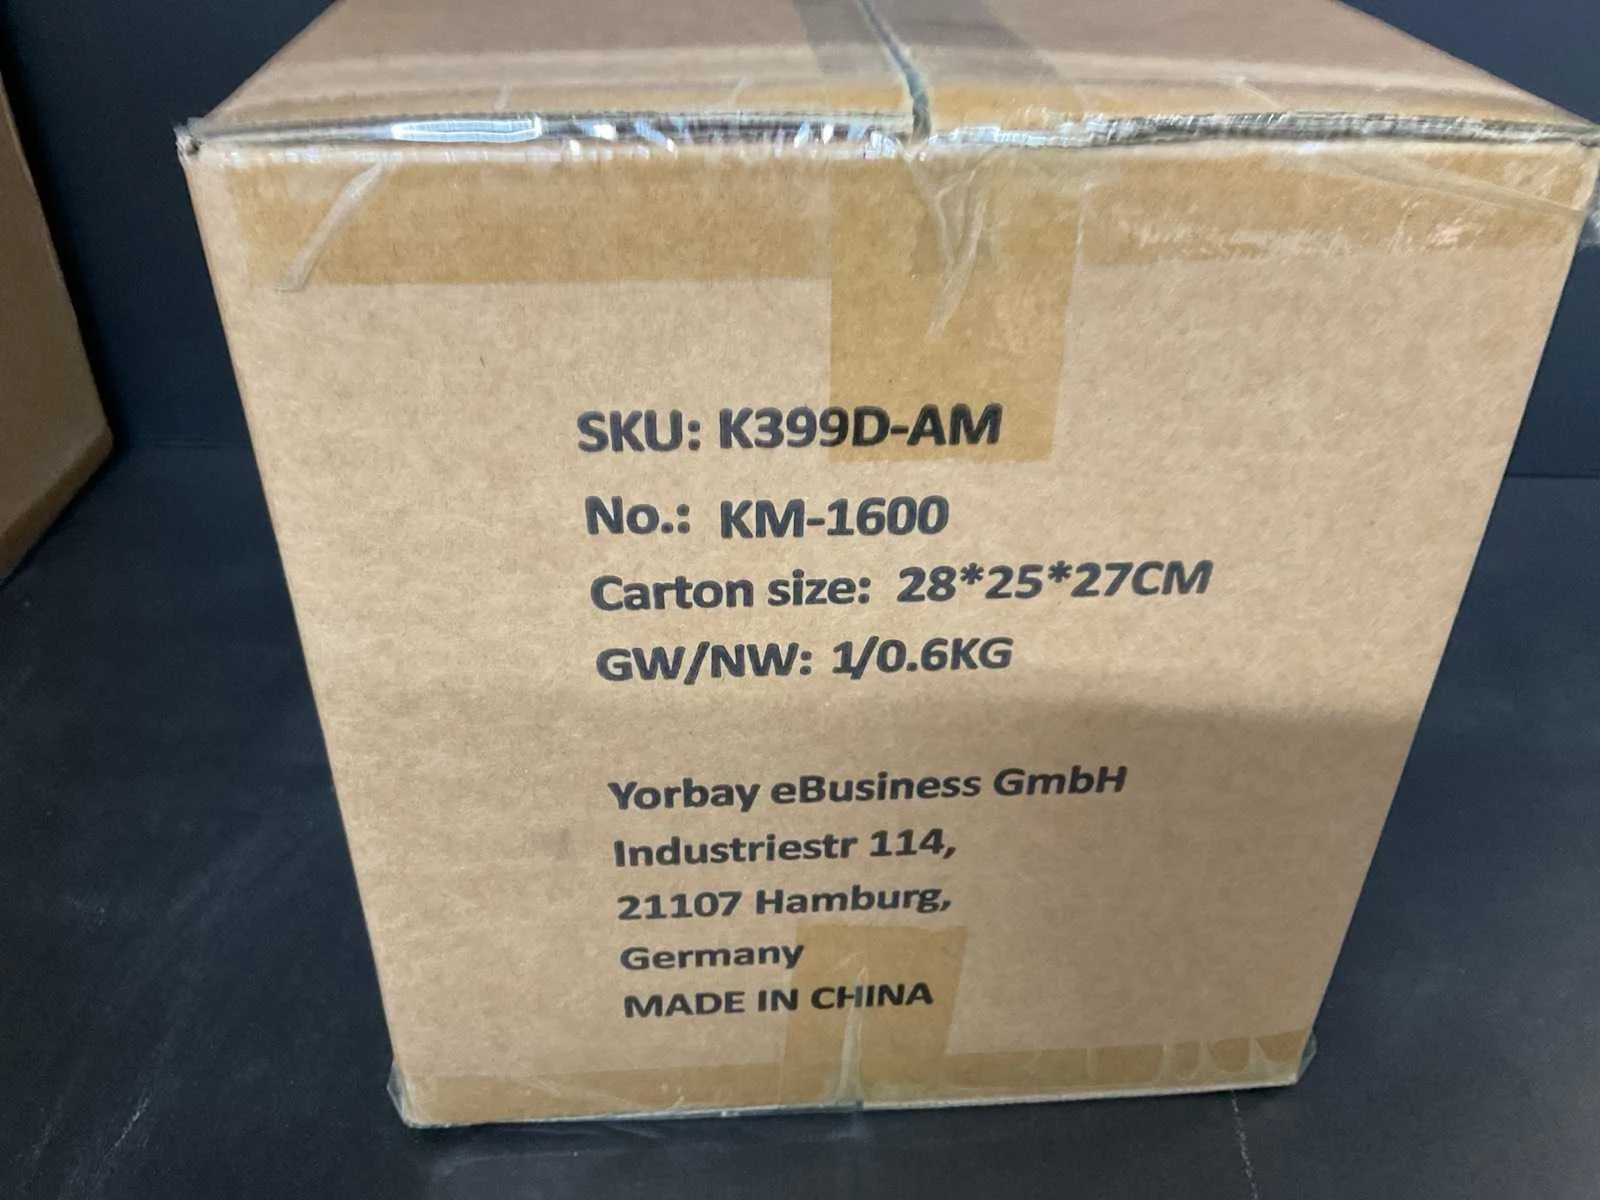 SKU: K399D-AM
No.: KM-1600
Carton size: 28*25*27CM
GW/NW: 1/0.6KG
Yorbay eBusiness GmbH
Industriestr 114,
21107 Hamburg,
Germany
MADE IN CHINA